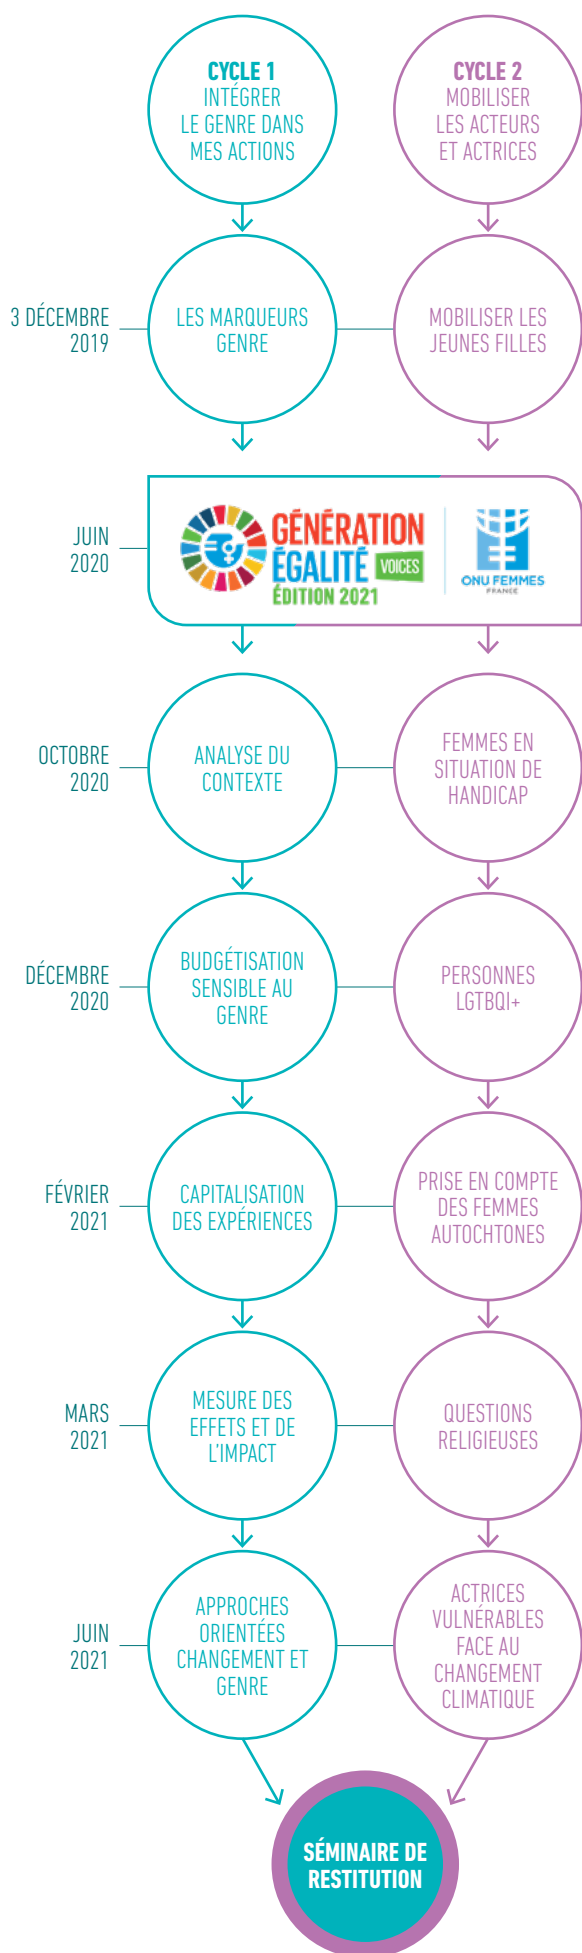 CYCLE 1
INTÉGRER
LE GENRE DANS
MES ACTIONS
CYCLE 2
MOBILISER
LES ACTEURS
ET ACTRICES
3 DÉCEMBRE
2019
LES MARQUEURS
GENRE
MOBILISER LES
JEUNES FILLES
JUIN
2020
GÉNÉRATION
ÉGALITÉ VOICES
ÉDITION 2021
ONU FEMMES
FRANCE
OCTOBRE
2020
ANALYSE DU
CONTEXTE
FEMMES EN
SITUATION DE
HANDICAP
DÉCEMBRE
2020
BUDGÉTISATION
SENSIBLE AU
GENRE
PERSONNES
LGTBQI+
FÉVRIER
2021
CAPITALISATION
DES EXPÉRIENCES
PRISE EN COMPTE
DES FEMMES
AUTOCHTONES
MARS
2021
MESURE DES
EFFETS ET DE
L'IMPACT
QUESTIONS
RELIGIEUSES
JUIN
2021
APPROCHES
ORIENTÉES
CHANGEMENT ET
GENRE
ACTRICES
VULNÉRABLES
FACE AU
CHANGEMENT
CLIMATIQUE
SÉMINAIRE DE
RESTITUTION